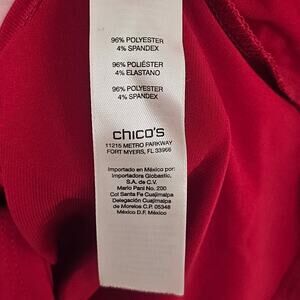 96% POLYESTER
4% SPANDEX
96% POLIÉSTER
4% ELASTANO
96% POLYESTER
4% SPANDEX
chico's
11215 METRO PARKWAY
FORT MYERS, FL 33966
Importado en México por:
Importadora Globastic,
S.A. de C.V.
Mario Pani No. 200
Col Santa Fe Cuajimalpa
Delegación Cuajimalpa
de Morelos C.P. 05348
México D.F. México